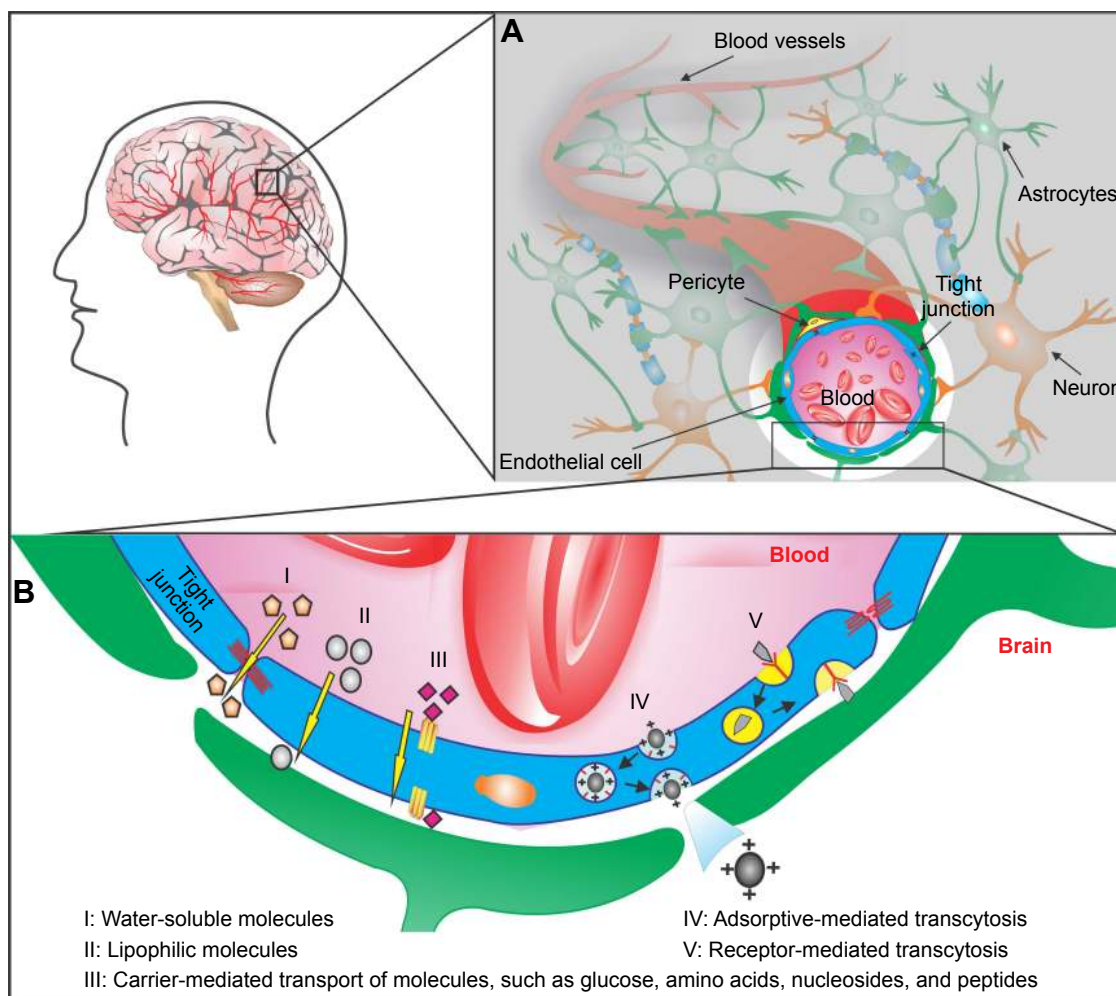 A
Blood vessels
Astrocytes
Pericyte
Tight
junction
Neuron
Blood
Endothelial cell
B
Tight
junction
I
II
III
IV
V
Blood
Brain
I: Water-soluble molecules
II: Lipophilic molecules
III: Carrier-mediated transport of molecules, such as glucose, amino acids, nucleosides, and peptides
IV: Adsorptive-mediated transcytosis
V: Receptor-mediated transcytosis